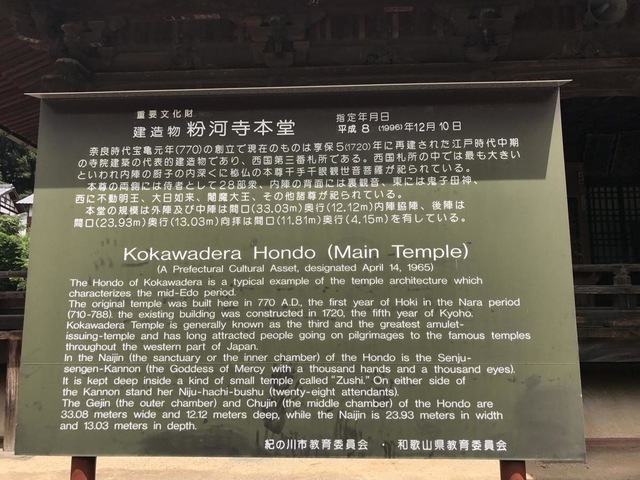 重要文化財
建造物 粉河寺本堂
指定年月日
平成8(1996)年12月10日
奈良時代宝亀元年(770)の創立で現在のものは享保5(1720)年に再建された江戸時代中期
の寺院建築の代表的建造物であり、西国第三番札所である。西国札所の中では最も大きい
といわれ内陣の厨子の内深くに秘仏の本尊千手千眼観世音菩薩が祀られている。
本尊の両側には侍者として28部衆、内陣の背面には裏観音、東には鬼子母神、
西に不動明王、大日如来、閻魔大王、その他諸尊が祀られている。
本堂の規模は外陣及び中陣は間口(33.03m)奥行(12.12m)内陣脇陣、後陣は
間口(23.93m)奥行(13.03m)向拝は間口(11.81m)奥行(4.15m)を有している。
Kokawadera Hondo (Main Temple)
(A Prefectural Cultural Asset, designated April 14, 1965)
The Hondo of Kokawadera is a typical example of the temple architecture which
characterizes the mid-Edo period.
The original temple was built here in 770 A.D., the first year of Hoki in the Nara period
(710-788). the existing building was constructed in 1720, the fifth year of Kyoho.
Kokawadera Temple is generally known as the third and the greatest amulet-
issuing-temple and has long attracted people going on pilgrimages to the famous temples
throughout the western part of Japan.
In the Naijin (the sanctuary or the inner chamber) of the Hondo is the Senju-
sengen-Kannon (the Goddess of Mercy with a thousand hands and a thousand eyes).
It is kept deep inside a kind of small temple called "Zushi." On either side of
the Kannon stand her Niju-hachi-bushu (twenty-eight attendants).
The Gejin (the outer chamber) and Chujin (the middle chamber) of the Hondo are
33.08 meters wide and 12.12 meters deep, while the Naijin is 23.93 meters in width
and 13.03 meters in depth.
紀の川市教育委員会 ・ 和歌山県教育委員会